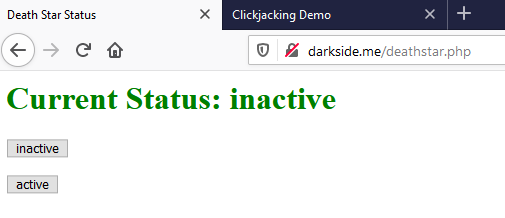 Death Star Status
Clickjacking Demo
darkside.me/deathstar.php
Current Status: inactive
inactive
active